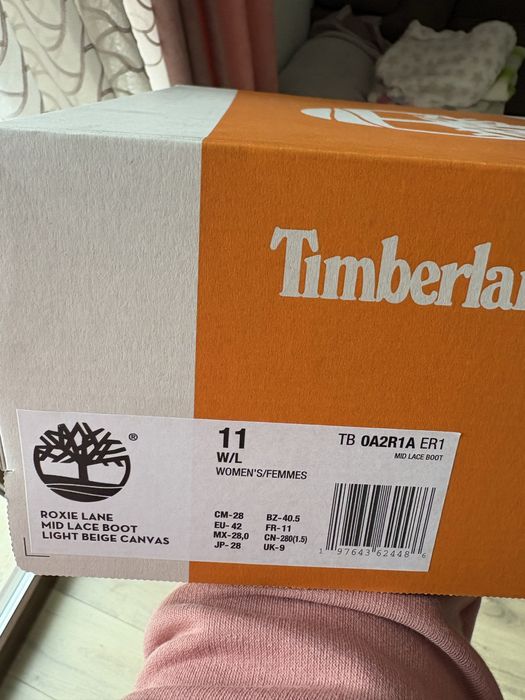 Timberla
11
W/L
WOMEN'S/FEMMES
TB 0A2R1A ER1
MID LACE BOOT
®
ROXIE LANE
MID LACE BOOT
LIGHT BEIGE CANVAS
CM-28 BZ-40.5
EU-42 FR-11
MX-28,0 CN-280(1.5)
JP-28 UK-9
1 97643 62448 6